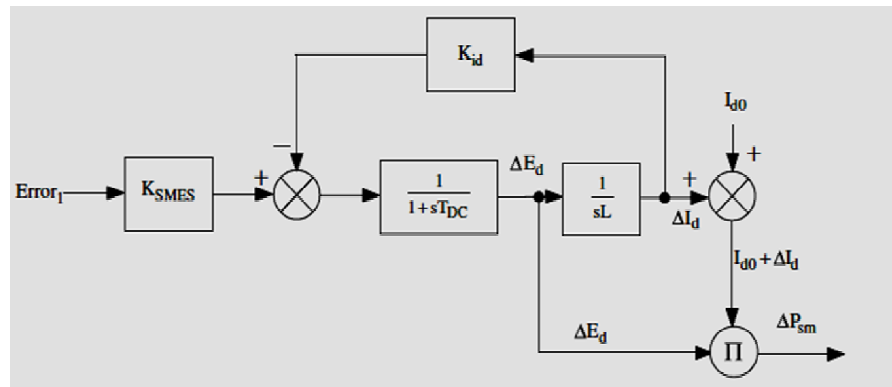 K_id
I_d0
−
+
Error_1
K_SMES
+
ΔE_d
1
1+sT_DC
1
sL
+
ΔI_d
I_d0 + ΔI_d
ΔE_d
Π
ΔP_sm